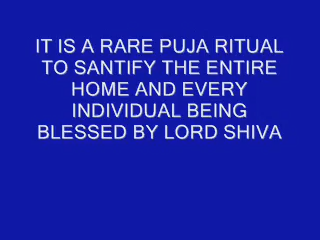 IT IS A RARE PUJA RITUAL
TO SANTIFY THE ENTIRE
HOME AND EVERY
INDIVIDUAL BEING
BLESSED BY LORD SHIVA